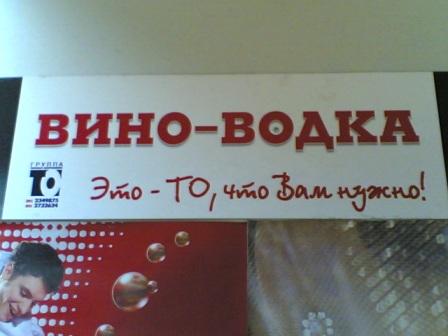 ВИНО-ВОДКА
ГРУППА
ТО
Это - ТО, что Вам нужно!